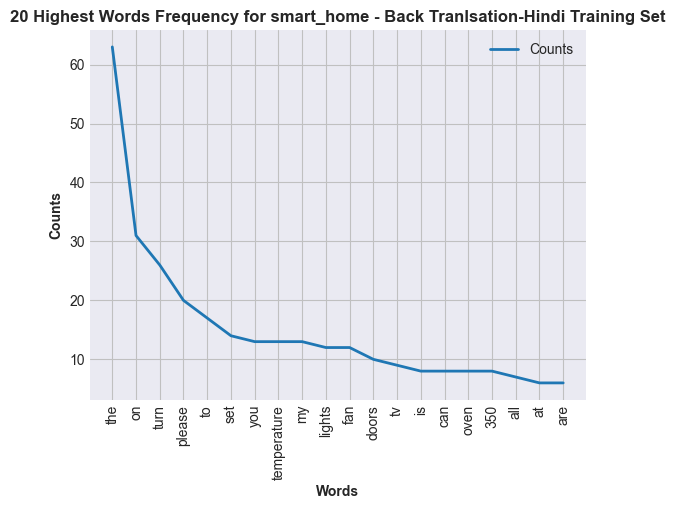 20 Highest Words Frequency for smart_home - Back Tranlsation-Hindi Training Set
Counts
60
50
40
30
20
10
Counts
the
on
turn
please
to
set
you
temperature
my
lights
fan
doors
tv
is
can
oven
350
all
at
are
Words